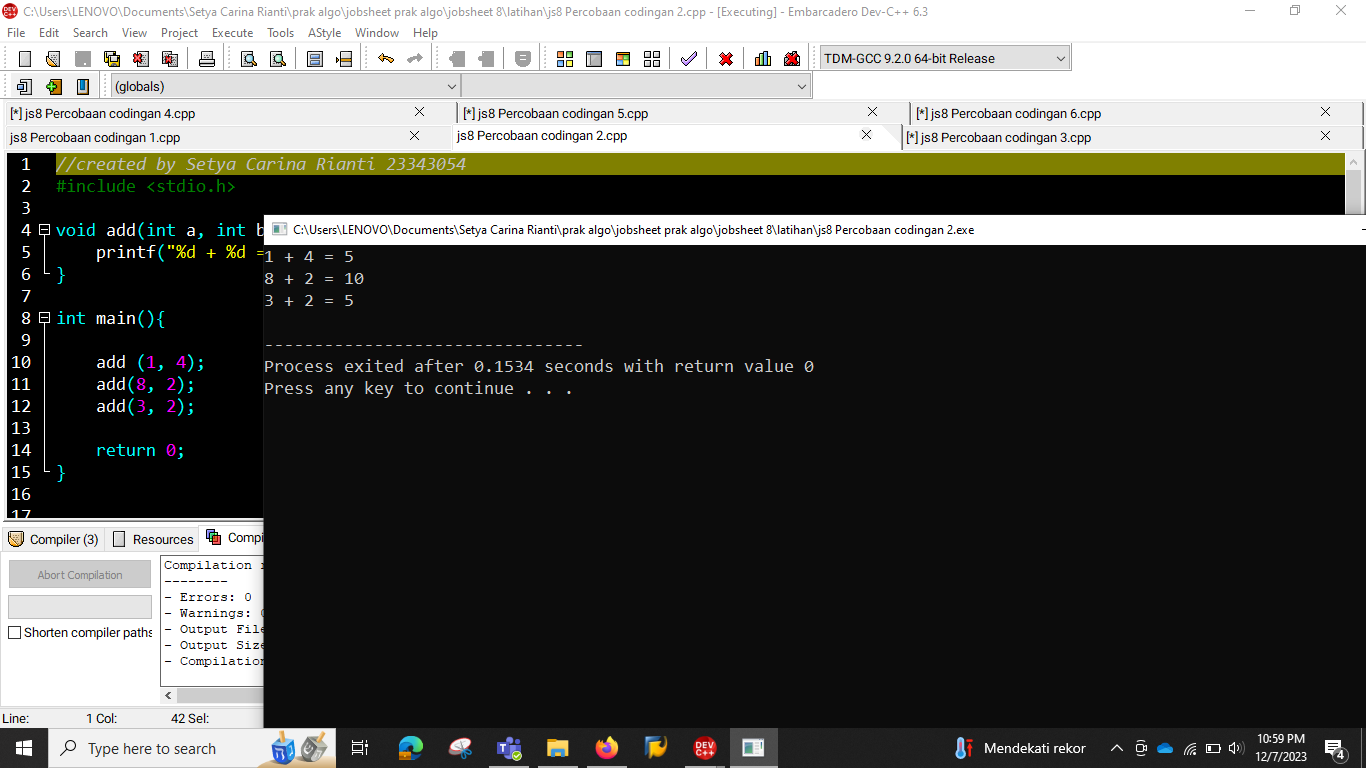 C:\Users\LENOVO\Documents\Setya Carina Rianti\prak algo\jobsheet prak algo\jobsheet 8\latihan\js8 Percobaan codingan 2.cpp - [Executing] - Embarcadero Dev-C++ 6.3
File Edit Search View Project Execute Tools AStyle Window Help
TDM-GCC 9.2.0 64-bit Release
(globals)
[*] js8 Percobaan codingan 4.cpp [*] js8 Percobaan codingan 5.cpp [*] js8 Percobaan codingan 6.cpp
js8 Percobaan codingan 1.cpp js8 Percobaan codingan 2.cpp [*] js8 Percobaan codingan 3.cpp
1 //created by Setya Carina Rianti 23343054
2 #include <stdio.h>
3
4 void add(int a, int b
5 printf("%d + %d =
6 }
7
8 int main(){
9
10 add (1, 4);
11 add(8, 2);
12 add(3, 2);
13
14 return 0;
15 }
16
17
C:\Users\LENOVO\Documents\Setya Carina Rianti\prak algo\jobsheet prak algo\jobsheet 8\latihan\js8 Percobaan codingan 2.exe
1 + 4 = 5
8 + 2 = 10
3 + 2 = 5
--------------------------------
Process exited after 0.1534 seconds with return value 0
Press any key to continue . . .
Compiler (3) Resources Compi
Abort Compilation
Shorten compiler paths
Compilation
--------
- Errors: 0
- Warnings:
- Output File
- Output Size
- Compilation
Line: 1 Col: 42 Sel:
Type here to search
DEV C++
Mendekati rekor
10:59 PM
12/7/2023
4